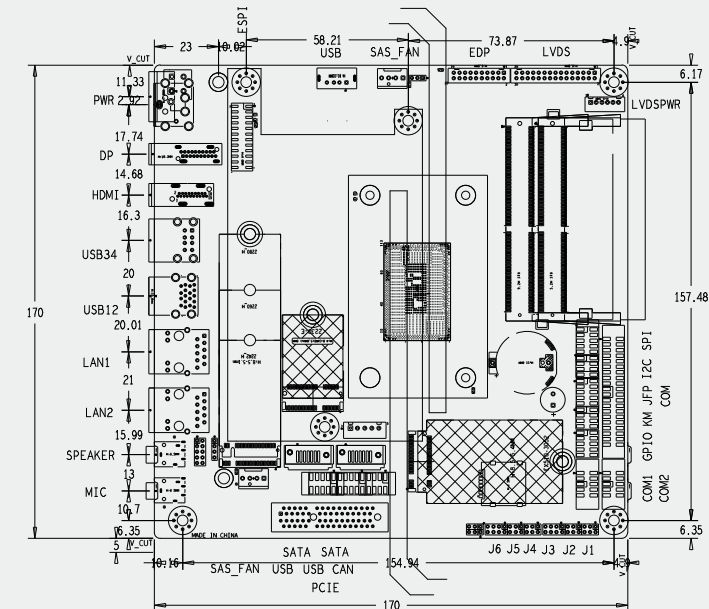 ESPI
58.21
73.87
4.9
V_CUT
23
10.02
USB
SAS_FAN
EDP
LVDS
6.17
11.33
PWR 2.92
LVDSPWR
17.74
DP
14.68
HDMI
16.3
USB34
20
USB12
157.48
170
20.01
LAN1
21
LAN2
15.99
SPEAKER
13
MIC
10.7
6.35
V_CUT
5
10.16
MADE IN CHINA
GPIO KM JFP I2C SPI
COM
COM1
COM2
6.35
J6 J5 J4 J3 J2 J1
V_CUT
SATA SATA
154.94
4.9
SAS_FAN USB USB CAN
PCIE
170